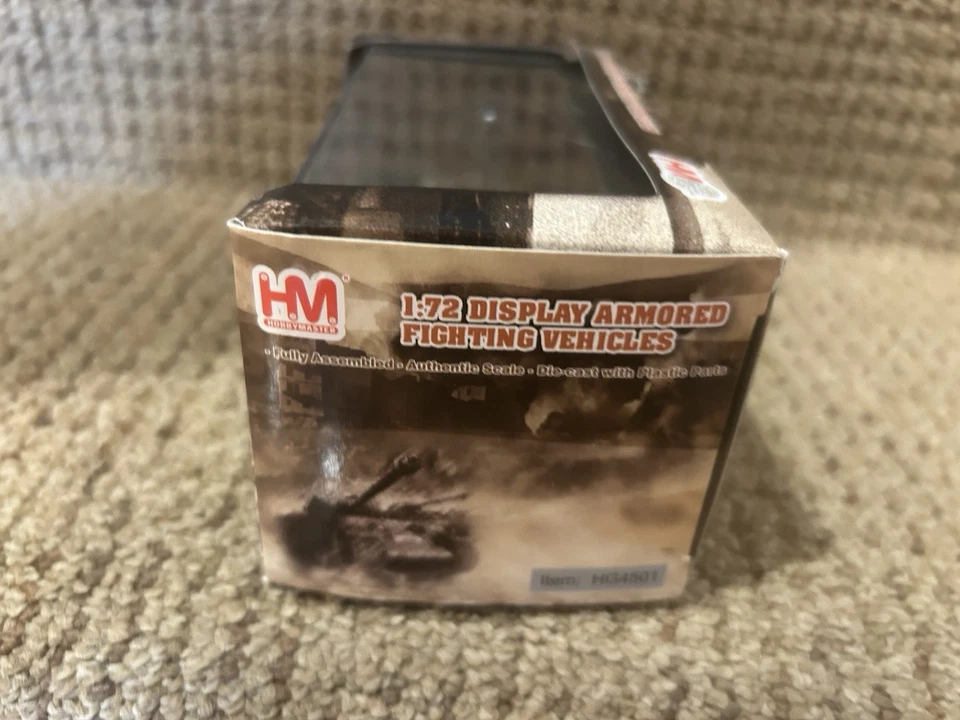 HM®
HOBBYMASTER
1:72 DISPLAY ARMORED
FIGHTING VEHICLES
• Fully Assembled • Authentic Scale • Die-cast with Plastic Parts
Item: HG4501
HM